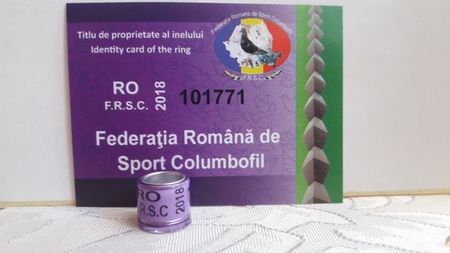 Federatia Romana de Sport Columbofil
F.R.S.C.
Titlu de proprietate al inelului
Identity card of the ring
RO
F.R.S.C.
2018
101771
Federaţia Română de
Sport Columbofil
RO
F.R.S.C
2018